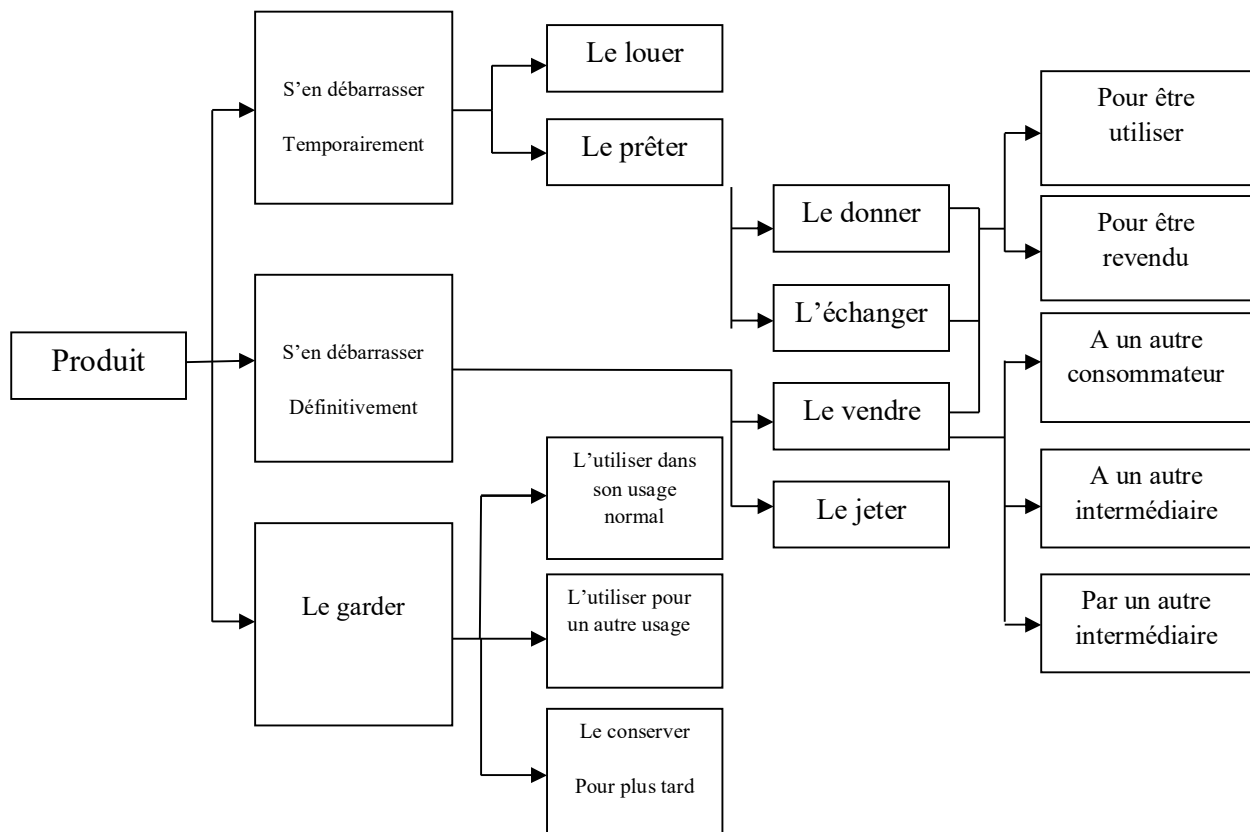 S’en débarrasser
Temporairement
Le louer
Le prêter
Pour être
utiliser
Le donner
Pour être
revendu
L’échanger
Produit
S’en débarrasser
Définitivement
A un autre
consommateur
Le vendre
L’utiliser dans
son usage
normal
Le jeter
A un autre
intermédiaire
Le garder
L’utiliser pour
un autre usage
Par un autre
intermédiaire
Le conserver
Pour plus tard